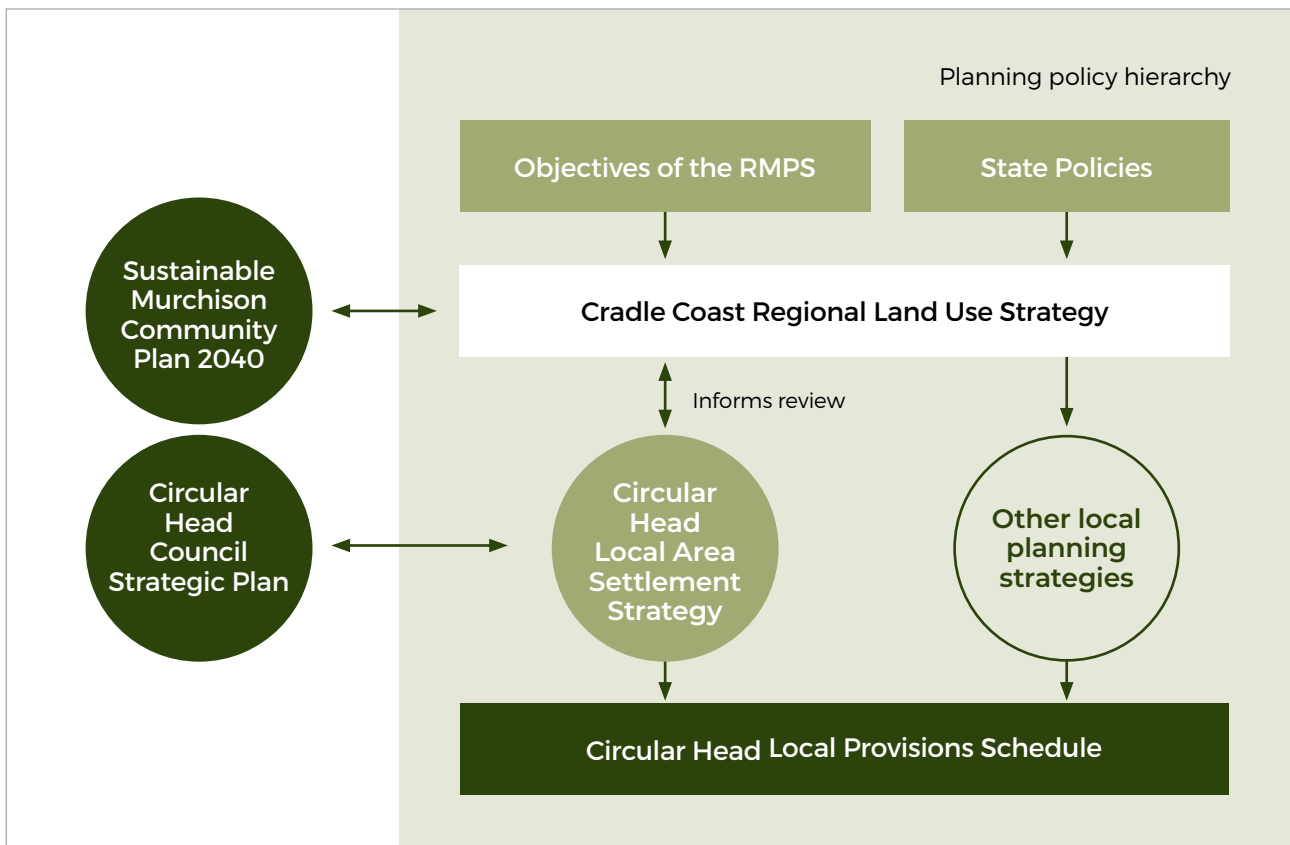 Planning policy hierarchy
Objectives of the RMPS
State Policies
Sustainable
Murchison
Community
Plan 2040
Cradle Coast Regional Land Use Strategy
Informs review
Circular
Head
Council
Strategic Plan
Circular
Head
Local Area
Settlement
Strategy
Other local
planning
strategies
Circular Head Local Provisions Schedule